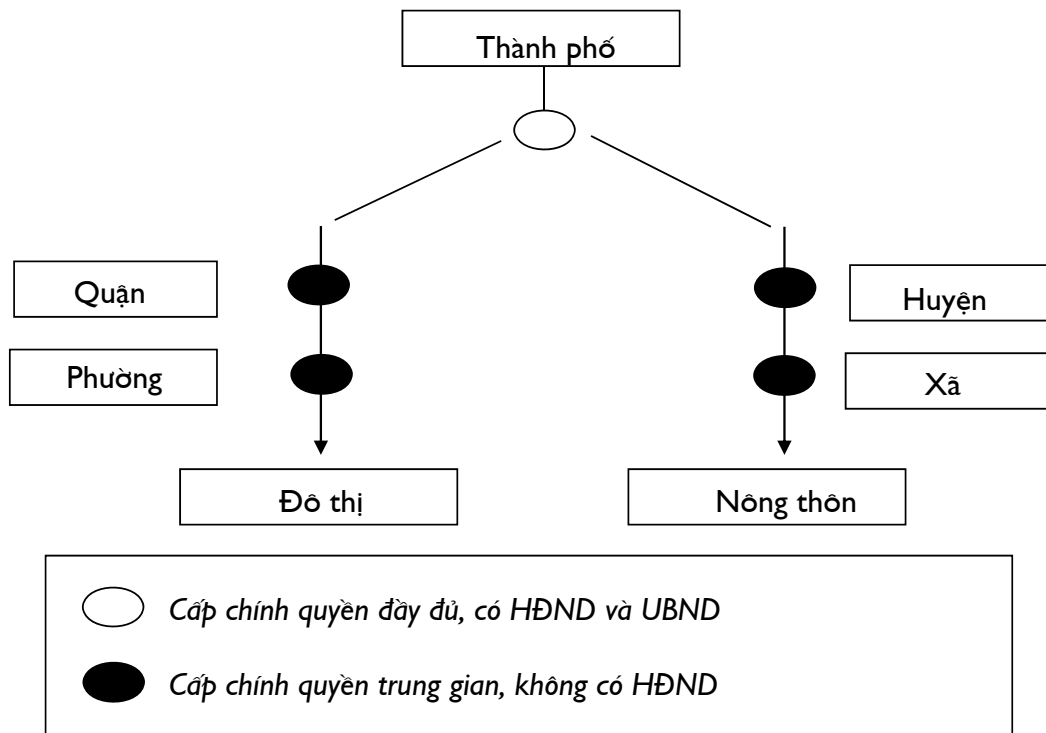 Thành phố
Quận
Huyện
Phường
Xã
Đô thị
Nông thôn
Cấp chính quyền đầy đủ, có HĐND và UBND
Cấp chính quyền trung gian, không có HĐND